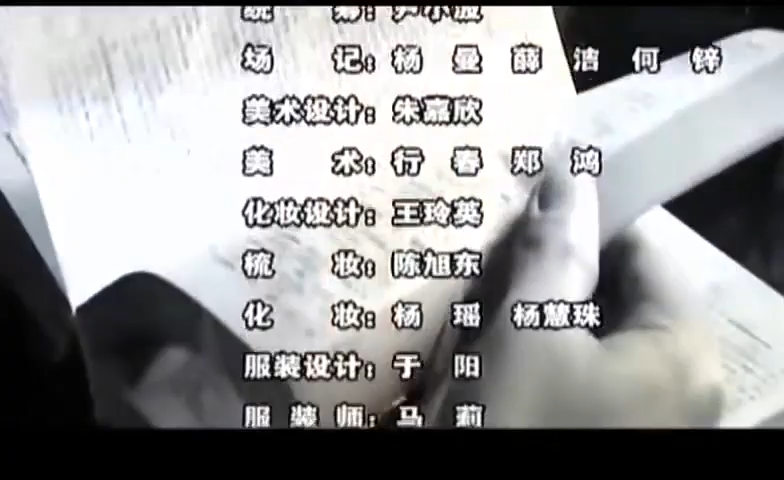 场 记：杨 曼 薛 洁 何 锌
美术设计：朱嘉欣
美 术：行 春 郑 鸿
化妆设计：王玲英
梳 妆：陈旭东
化 妆：杨 瑶 杨慧珠
服装设计：于 阳
服 装 师：马 莉